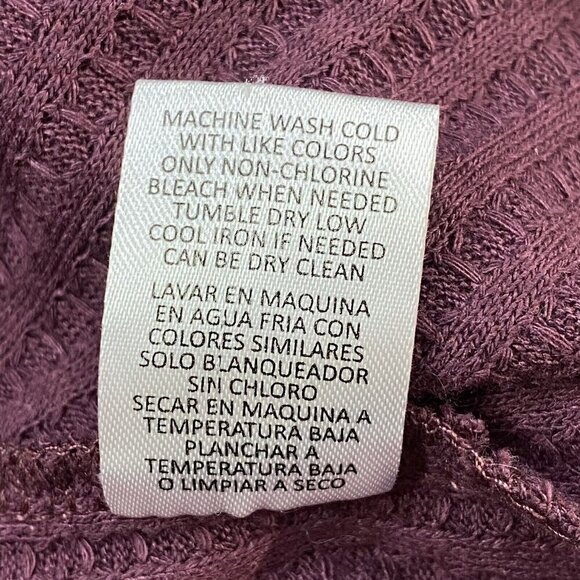 MACHINE WASH COLD
WITH LIKE COLORS
ONLY NON-CHLORINE
BLEACH WHEN NEEDED
TUMBLE DRY LOW
COOL IRON IF NEEDED
CAN BE DRY CLEAN
LAVAR EN MAQUINA
EN AGUA FRIA CON
COLORES SIMILARES
SOLO BLANQUEADOR
SIN CHLORO
SECAR EN MAQUINA A
TEMPERATURA BAJA
PLANCHAR A
TEMPERATURA BAJA
O LIMPIAR A SECO